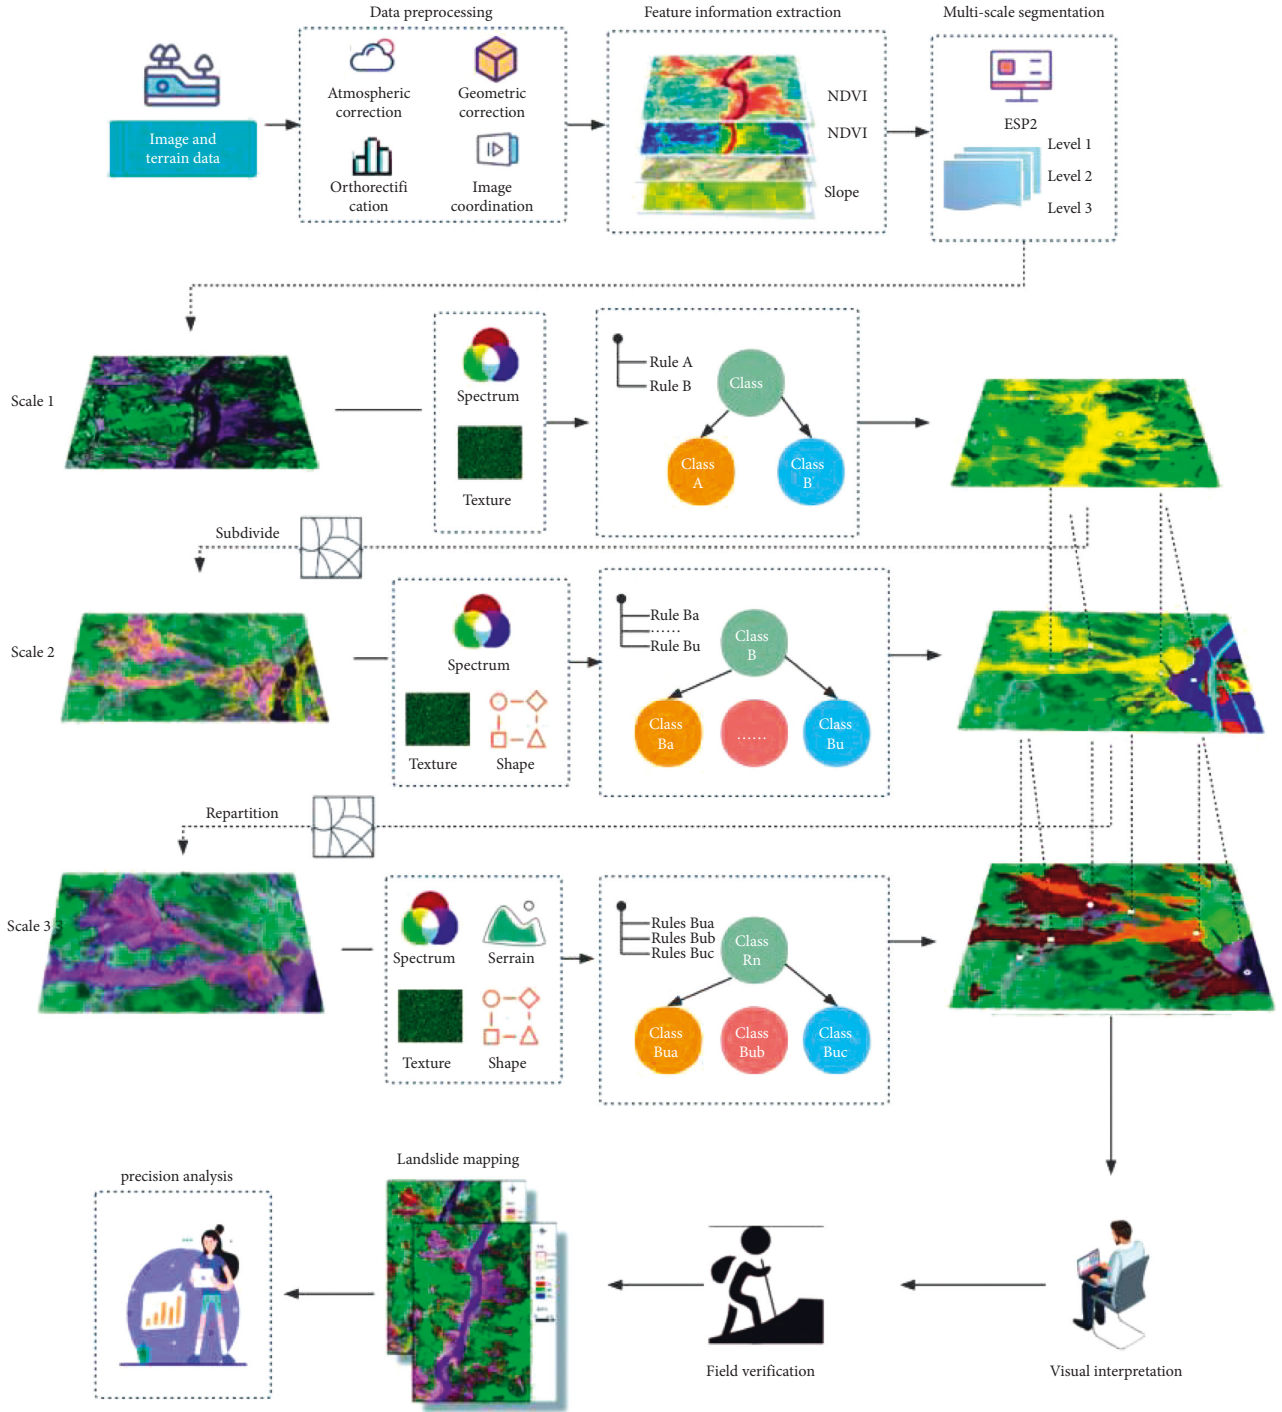 Data preprocessing
Feature information extraction
Multi-scale segmentation
Image and
terrain data
Atmospheric
correction
Geometric
correction
Orthorectifi
cation
Image
coordination
NDVI
NDVI
Slope
ESP2
Level 1
Level 2
Level 3
Scale 1
Spectrum
Texture
Rule A
Rule B
Class
Class
A
Class
B
Subdivide
Scale 2
Spectrum
Texture
Shape
Rule Ba
......
Rule Bu
Class
B
Class
Ba
......
Class
Bu
Repartition
Scale 3 3
Spectrum
Serrain
Texture
Shape
Rules Bua
Rules Bub
Rules Buc
Class
Rn
Class
Bua
Class
Bub
Class
Buc
precision analysis
Landslide mapping
Field verification
Visual interpretation